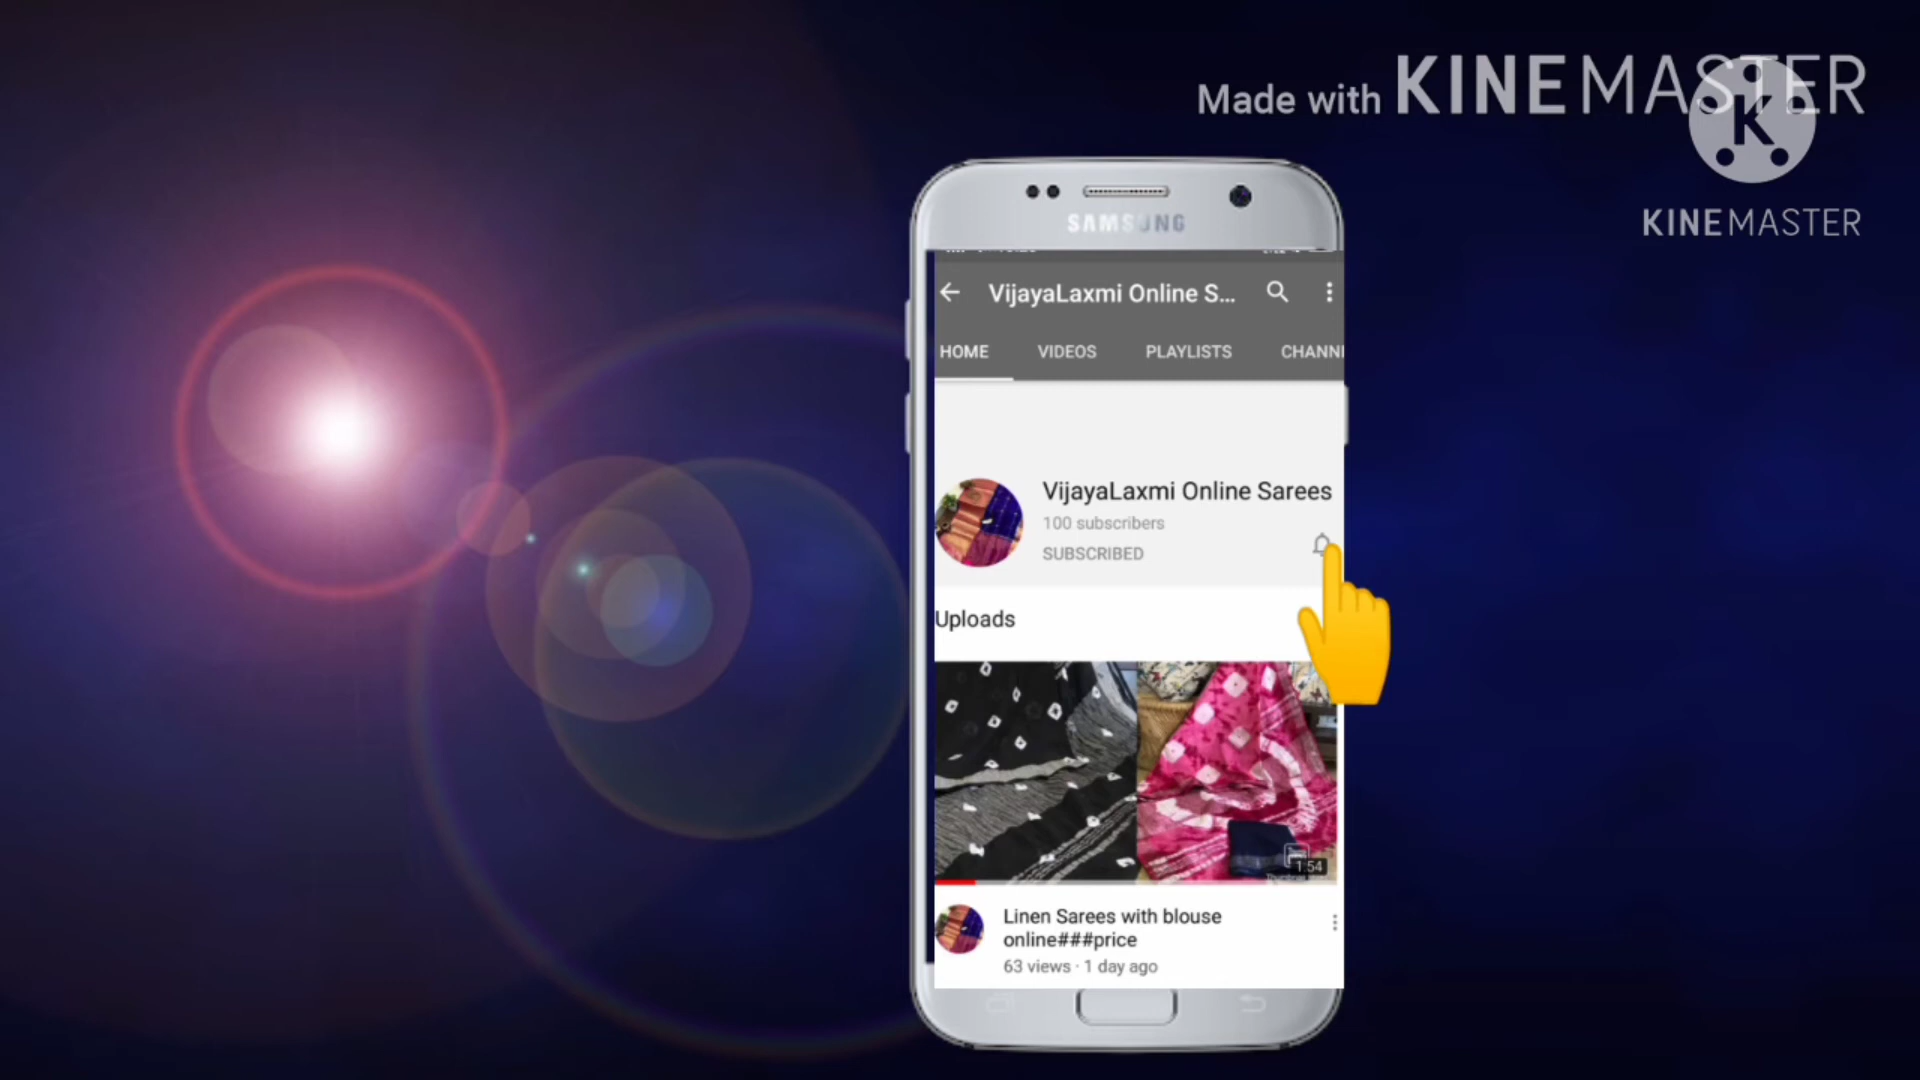 Made with KINEMASTER
K
KINEMASTER
SAMSUNG
VijayaLaxmi Online S...
HOME VIDEOS PLAYLISTS CHANN
VijayaLaxmi Online Sarees
100 subscribers
SUBSCRIBED
Uploads
1:54
Linen Sarees with blouse
online###price
63 views · 1 day ago